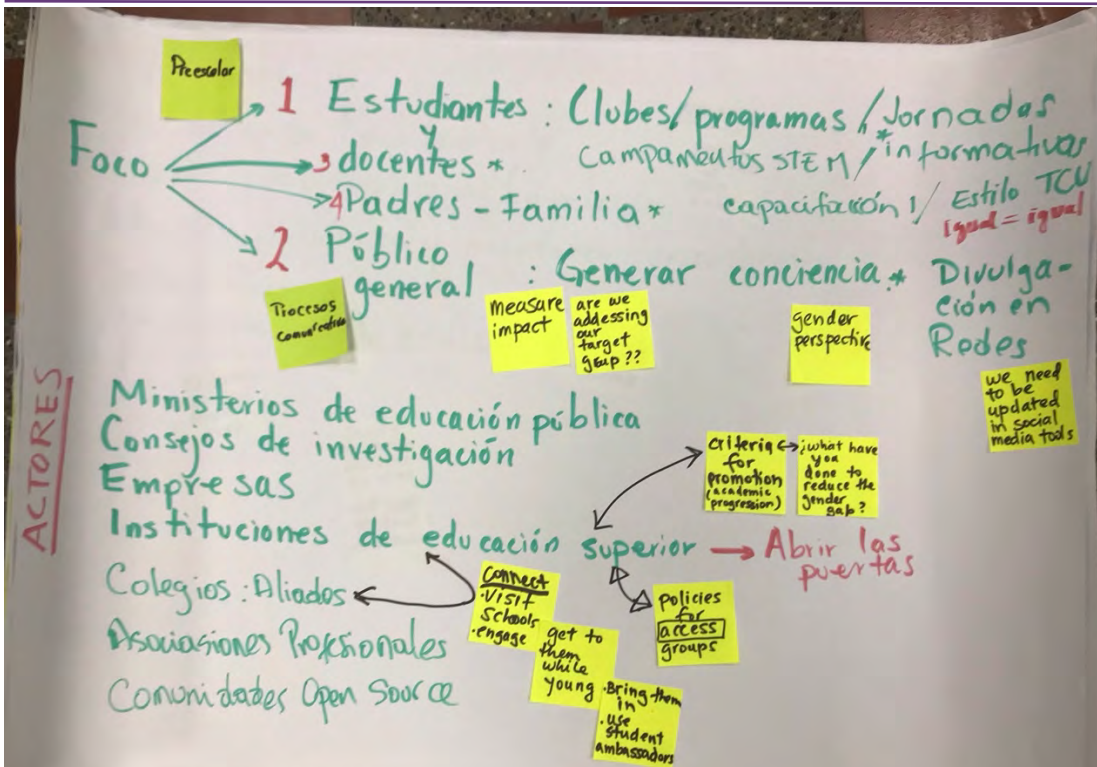 Preescolar
Foco
1 Estudiantes : Clubes / programas / Jornadas
y
* informativas
3 docentes * . Campamentos STEM /
4 Padres - Familia * capacitación 1 / Estilo TCU
igual = igual
2 Público
general : Generar conciencia * Divulga-
ción en
Redes
Procesos
measure
impact
are we
addessing
our
target
group ??
gender
perspective
we need
to be
updated
in social
media tools
ACTORES
Ministerios de educación pública
Consejos de investigación
Empresas
Instituciones de educación superior → Abrir las
puertas
criteria ↔
for
promotion
(academic
progression)
¿what have
you
done to
reduce the
gender
gap?
Colegios : Aliados
Asociasiones Profesionales
Comunidades Open Source
Connect
· Visit
Schools
· engage
get to
them
while
young
· Bring them
in
· use
student
ambassadors
policies
for
access
groups